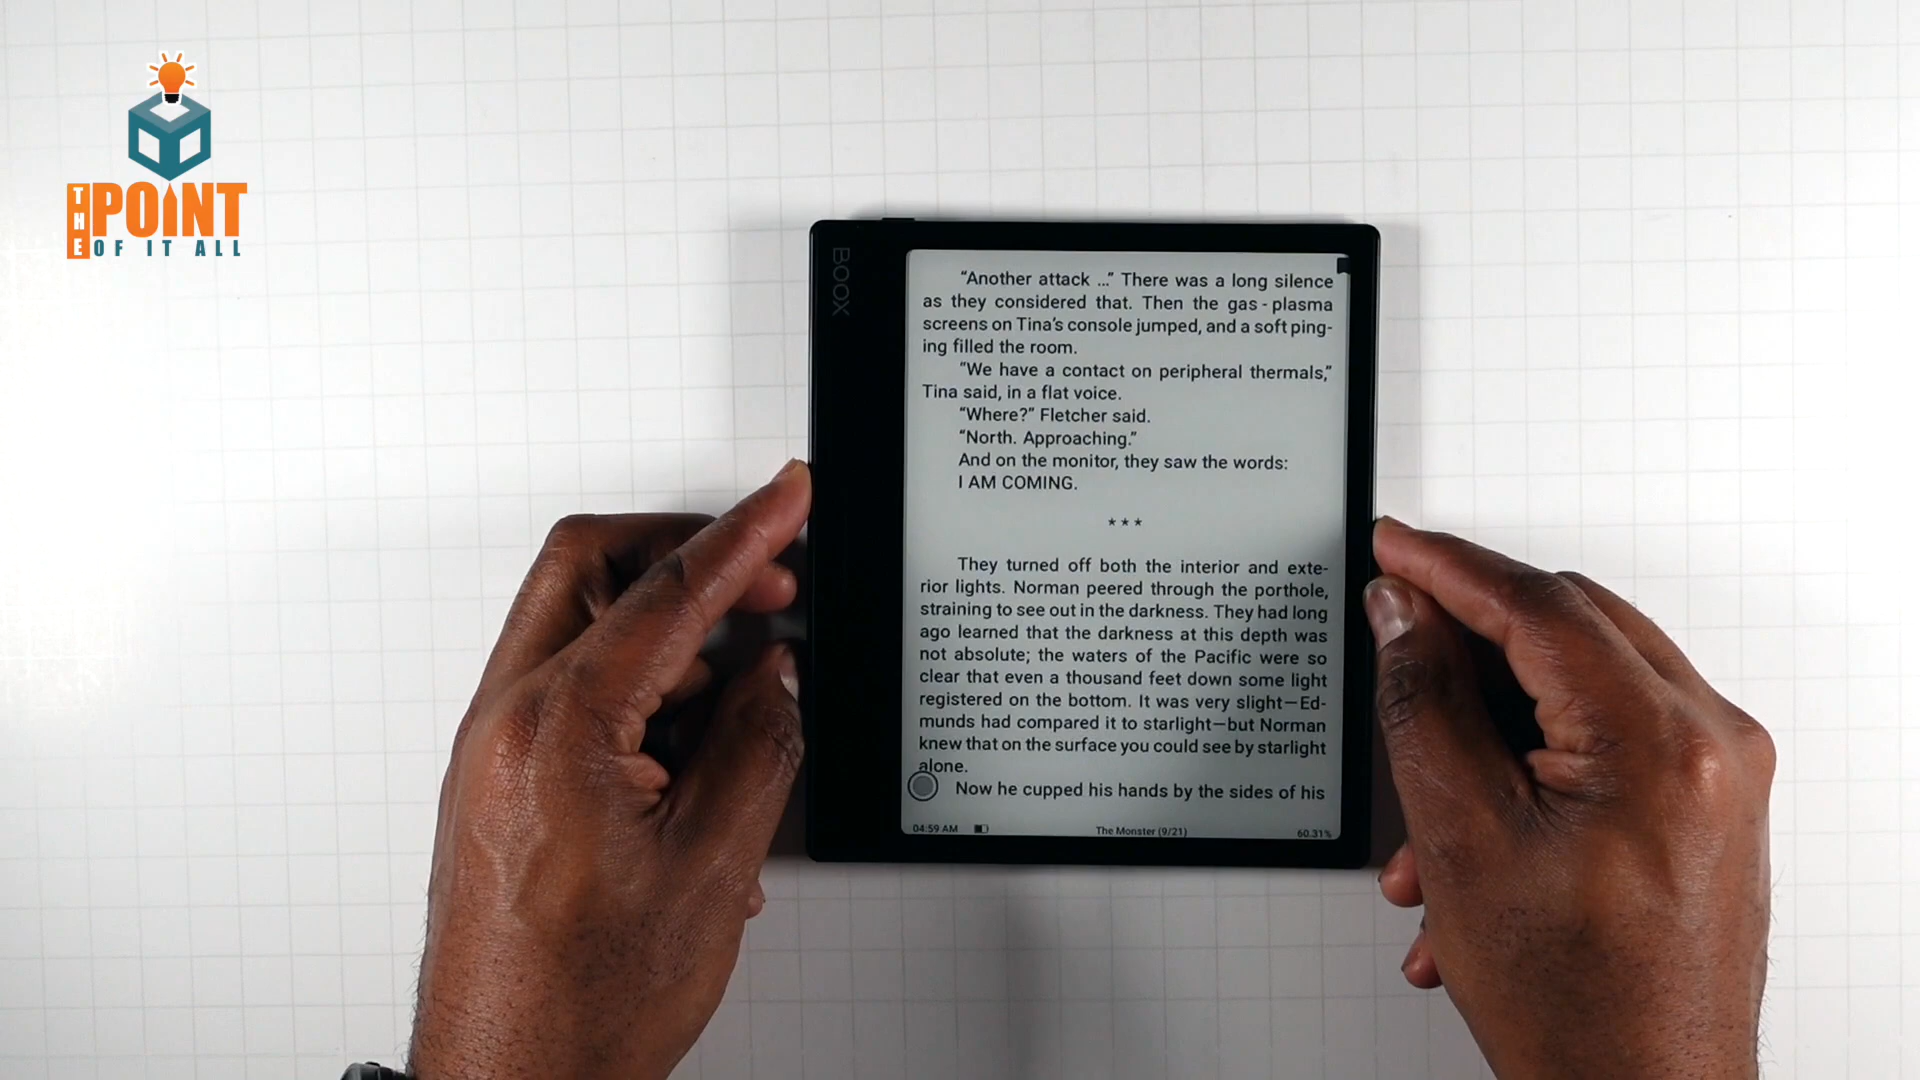 THE POINT
OF IT ALL
BOOX
“Another attack ...” There was a long silence
as they considered that. Then the gas - plasma
screens on Tina’s console jumped, and a soft ping-
ing filled the room.
“We have a contact on peripheral thermals,”
Tina said, in a flat voice.
“Where?” Fletcher said.
“North. Approaching.”
And on the monitor, they saw the words:
I AM COMING.
* * *
They turned off both the interior and exte-
rior lights. Norman peered through the porthole,
straining to see out in the darkness. They had long
ago learned that the darkness at this depth was
not absolute; the waters of the Pacific were so
clear that even a thousand feet down some light
registered on the bottom. It was very slight—Ed-
munds had compared it to starlight—but Norman
knew that on the surface you could see by starlight
alone.
Now he cupped his hands by the sides of his
04:59 AM The Monster (9/21) 60.31%